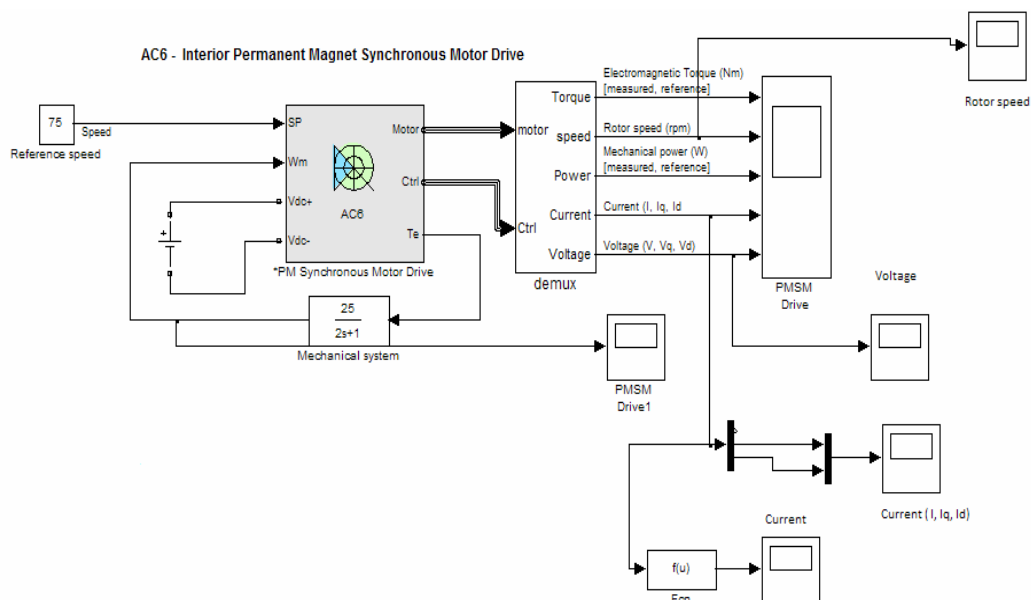 AC6 - Interior Permanent Magnet Synchronous Motor Drive
Rotor speed
75
Speed
Reference speed
SP
Wm
Vdc+
Vdc-
Motor
Ctrl
Te
AC6
*PM Synchronous Motor Drive
+
25
2s+1
Mechanical system
motor
Ctrl
Torque
speed
Power
Current
Voltage
demux
Electromagnetic Torque (Nm)
[measured, reference]
Rotor speed (rpm)
Mechanical power (W)
[measured, reference]
Current (I, Iq, Id
Voltage (V, Vq, Vd)
PMSM
Drive
Voltage
PMSM
Drive1
Current ( I, Iq, Id)
Current
f(u)
Fcn